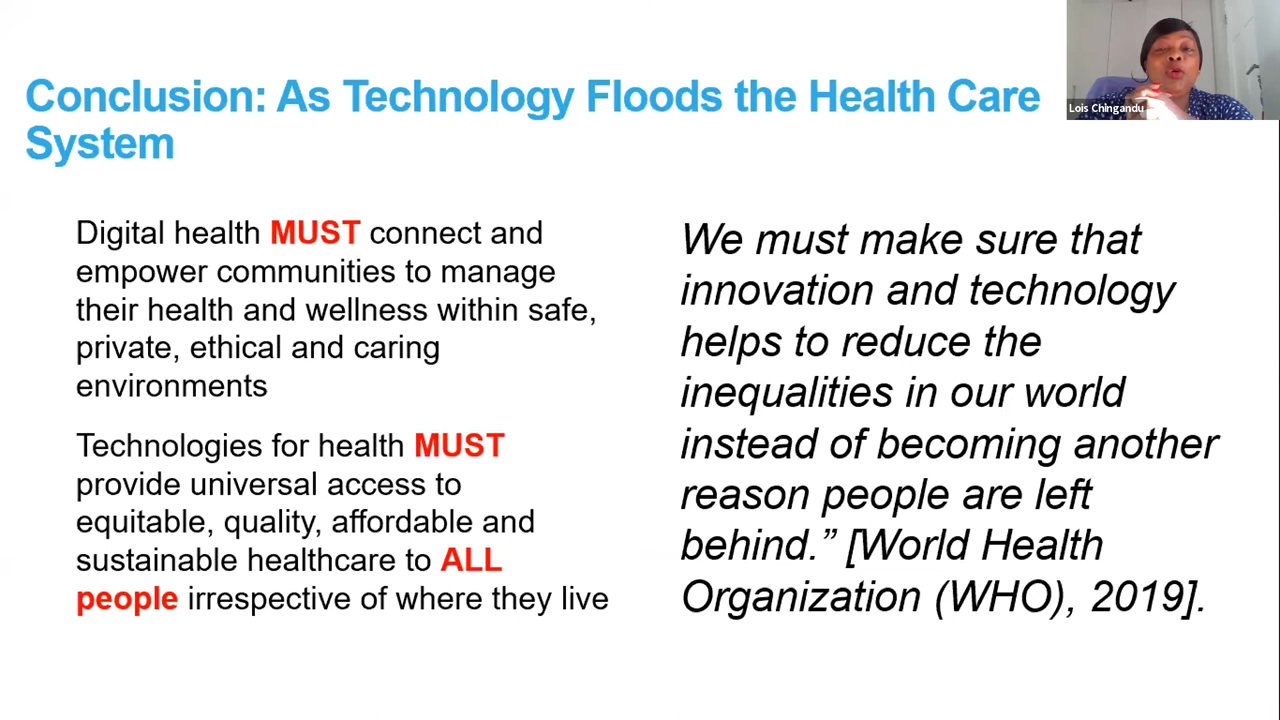 Conclusion: As Technology Floods the Health Care
System
Lois Chingandu
Digital health MUST connect and
empower communities to manage
their health and wellness within safe,
private, ethical and caring
environments
Technologies for health MUST
provide universal access to
equitable, quality, affordable and
sustainable healthcare to ALL
people irrespective of where they live
We must make sure that
innovation and technology
helps to reduce the
inequalities in our world
instead of becoming another
reason people are left
behind.” [World Health
Organization (WHO), 2019].